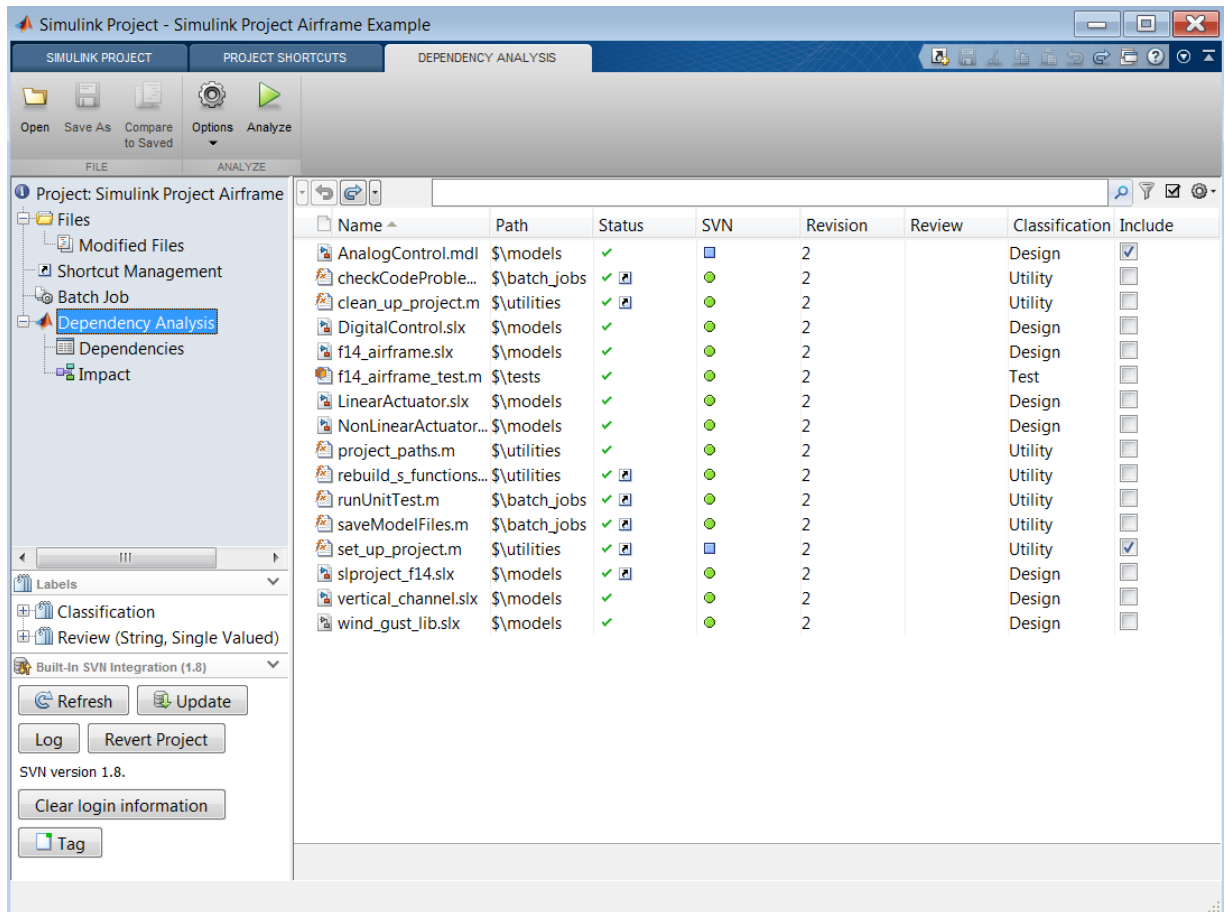 Simulink Project - Simulink Project Airframe Example
SIMULINK PROJECT PROJECT SHORTCUTS DEPENDENCY ANALYSIS
Open Save As Compare to Saved Options Analyze
FILE ANALYZE
Project: Simulink Project Airframe
Files
Modified Files
Shortcut Management
Batch Job
Dependency Analysis
Dependencies
Impact
Labels
Classification
Review (String, Single Valued)
Built-In SVN Integration (1.8)
Refresh Update
Log Revert Project
SVN version 1.8.
Clear login information
Tag
Name Path Status SVN Revision Review Classification Include
AnalogControl.mdl $\models 2 Design
checkCodeProble... $\batch_jobs 2 Utility
clean_up_project.m $\utilities 2 Utility
DigitalControl.slx $\models 2 Design
f14_airframe.slx $\models 2 Design
f14_airframe_test.m $\tests 2 Test
LinearActuator.slx $\models 2 Design
NonLinearActuator... $\models 2 Design
project_paths.m $\utilities 2 Utility
rebuild_s_functions... $\utilities 2 Utility
runUnitTest.m $\batch_jobs 2 Utility
saveModelFiles.m $\batch_jobs 2 Utility
set_up_project.m $\utilities 2 Utility
slproject_f14.slx $\models 2 Design
vertical_channel.slx $\models 2 Design
wind_gust_lib.slx $\models 2 Design